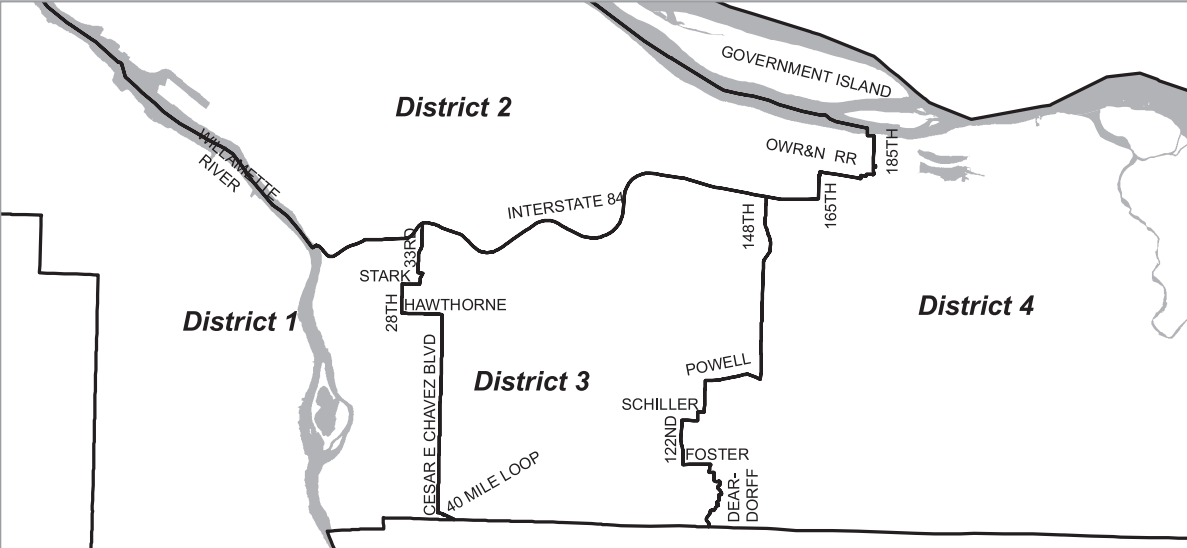 GOVERNMENT ISLAND
District 2
WILLAMETTE
RIVER
OWR&N RR
185TH
INTERSTATE 84
165TH
148TH
33RD
STARK
28TH
HAWTHORNE
District 1
District 4
CESAR E CHAVEZ BLVD
District 3
POWELL
SCHILLER
122ND
FOSTER
40 MILE LOOP
DEAR-
DORFF